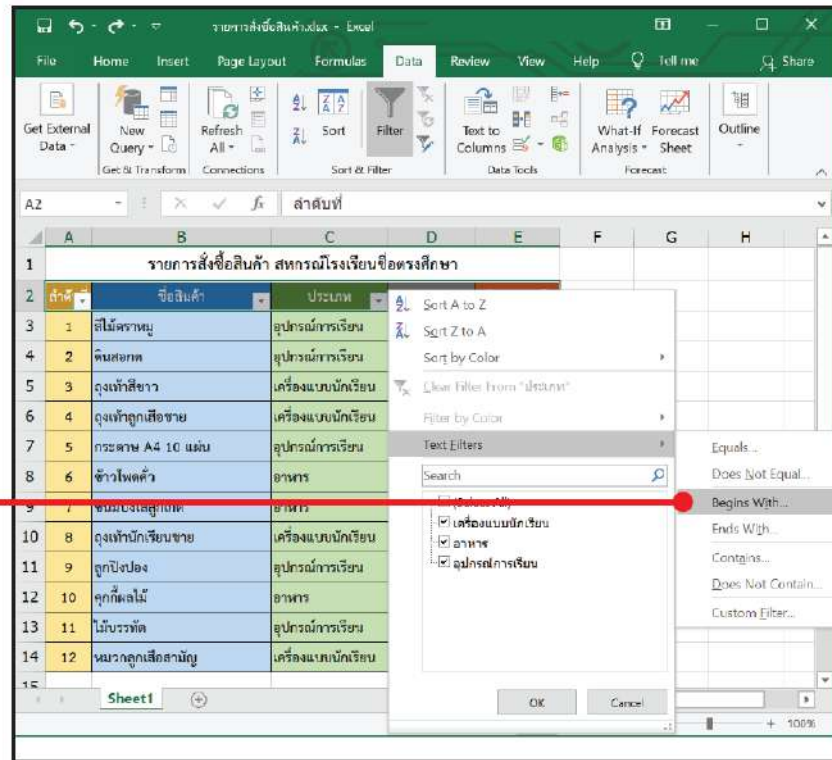 รายการสั่งซื้อสินค้า.xlsx - Excel
File Home Insert Page Layout Formulas Data Review View Help Tell me Share
Get External Data
New Query
Refresh All
Sort
Filter
Text to Columns
What-If Analysis
Forecast Sheet
Outline
Get & Transform Connections Sort & Filter Data Tools Forecast
A2 fx ลำดับที่
A B C D E F G H
1 รายการสั่งซื้อสินค้า สหกรณ์โรงเรียนซื่อตรงศึกษา
2 ชื่อสินค้า ประเภท
3 1 สีไม้ตราหมู อุปกรณ์การเรียน
4 2 ดินสอกด อุปกรณ์การเรียน
5 3 ถุงเท้าสีขาว เครื่องแบบนักเรียน
6 4 ถุงเท้าลูกเสือชาย เครื่องแบบนักเรียน
7 5 กระดาษ A4 10 แผ่น อุปกรณ์การเรียน
8 6 ข้าวโพดคั่ว อาหาร
9 7 อาหาร
10 8 ถุงเท้านักเรียนชาย เครื่องแบบนักเรียน
11 9 ลูกปิงปอง อุปกรณ์การเรียน
12 10 คุกกี้ผลไม้ อาหาร
13 11 ไม้บรรทัด อุปกรณ์การเรียน
14 12 หมวกลูกเสือสามัญ เครื่องแบบนักเรียน
15
Sort A to Z
Sort Z to A
Sort by Color
Clear Filter From "ประเภท"
Filter by Color
Text Filters
Search
(Select All)
เครื่องแบบนักเรียน
อาหาร
อุปกรณ์การเรียน
OK Cancel
Equals...
Does Not Equal...
Begins With...
Ends With...
Contains...
Does Not Contain...
Custom Filter...
Sheet1
100%